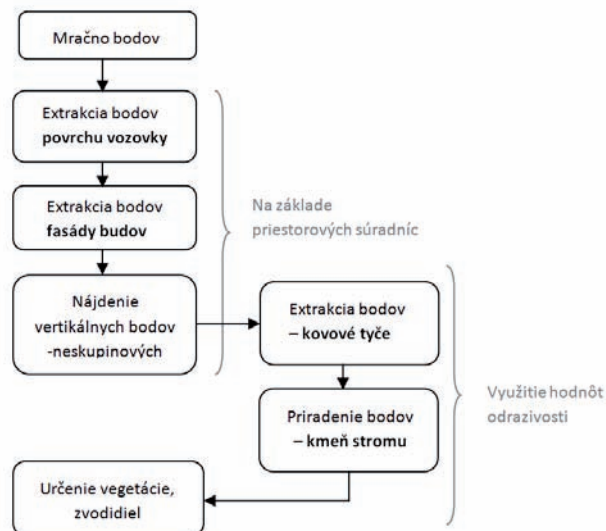 Mračno bodov
Extrakcia bodov
povrchu vozovky
Extrakcia bodov
fasády budov
Na základe
priestorových súradníc
Nájdenie
vertikálnych bodov
-neskupinových
Extrakcia bodov
– kovové tyče
Priradenie bodov
– kmeň stromu
Využitie hodnôt
odrazivosti
Určenie vegetácie,
zvodidiel